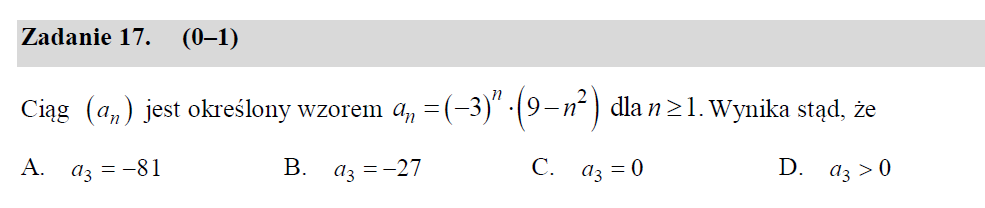 Zadanie 17. (0–1)
Ciąg (aₙ) jest określony wzorem aₙ = (−3)ⁿ · (9 − n²) dla n ≥ 1. Wynika stąd, że
A. a₃ = −81 B. a₃ = −27 C. a₃ = 0 D. a₃ > 0